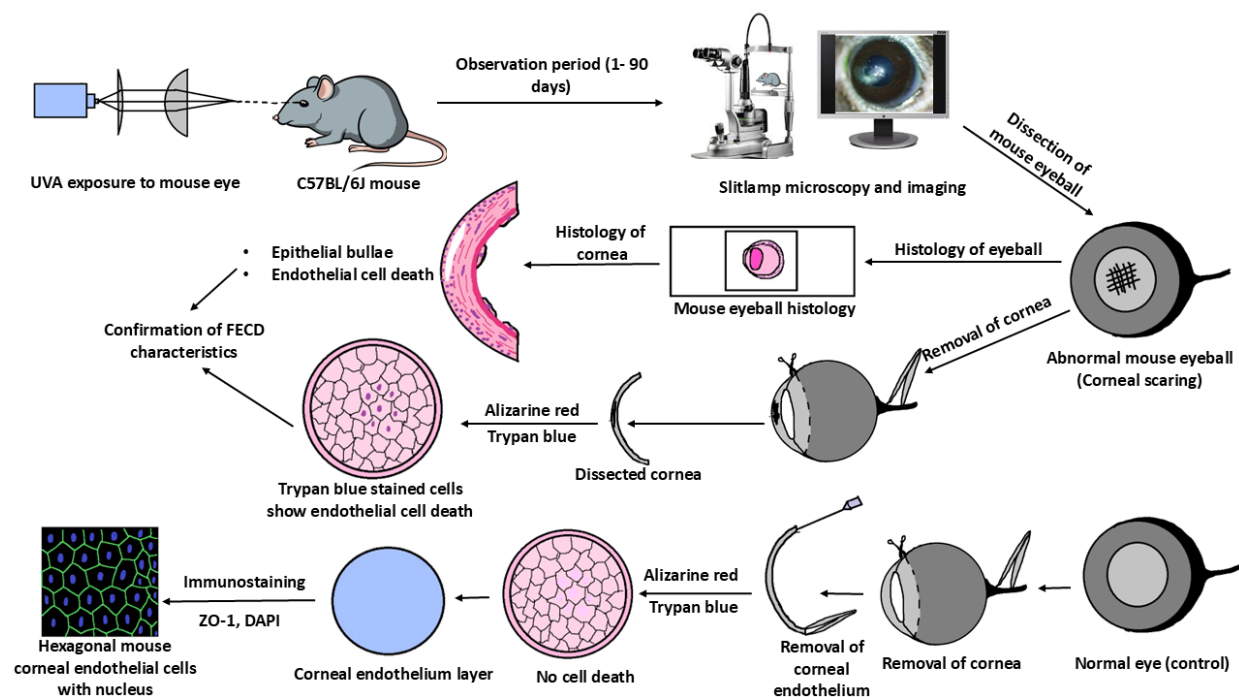 Observation period (1- 90
days)
UVA exposure to mouse eye
C57BL/6J mouse
Slitlamp microscopy and imaging
Dissection of
mouse eyeball
• Epithelial bullae
• Endothelial cell death
Histology of
cornea
Histology of eyeball
Mouse eyeball histology
Confirmation of FECD
characteristics
Removal of cornea
Abnormal mouse eyeball
(Corneal scaring)
Alizarine red
Trypan blue
Dissected cornea
Trypan blue stained cells
show endothelial cell death
Immunostaining
ZO-1, DAPI
Alizarine red
Trypan blue
Hexagonal mouse
corneal endothelial cells
with nucleus
Corneal endothelium layer
No cell death
Removal of
corneal
endothelium
Removal of cornea
Normal eye (control)